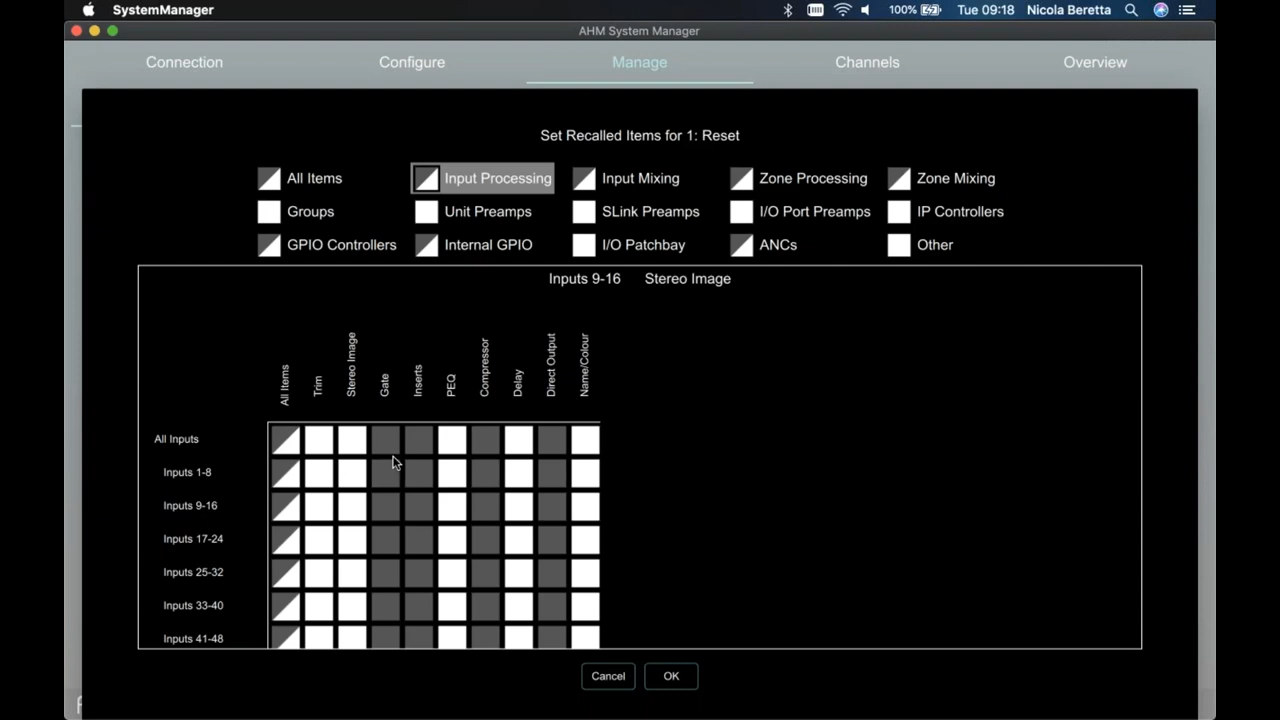 SystemManager 100% Tue 09:18 Nicola Beretta
AHM System Manager
Connection Configure Manage Channels Overview
Set Recalled Items for 1: Reset
All Items Input Processing Input Mixing Zone Processing Zone Mixing
Groups Unit Preamps SLink Preamps I/O Port Preamps IP Controllers
GPIO Controllers Internal GPIO I/O Patchbay ANCs Other
Inputs 9-16 Stereo Image
All Items Trim Stereo Image Gate Inserts PEQ Compressor Delay Direct Output Name/Colour
All Inputs
Inputs 1-8
Inputs 9-16
Inputs 17-24
Inputs 25-32
Inputs 33-40
Inputs 41-48
Cancel OK